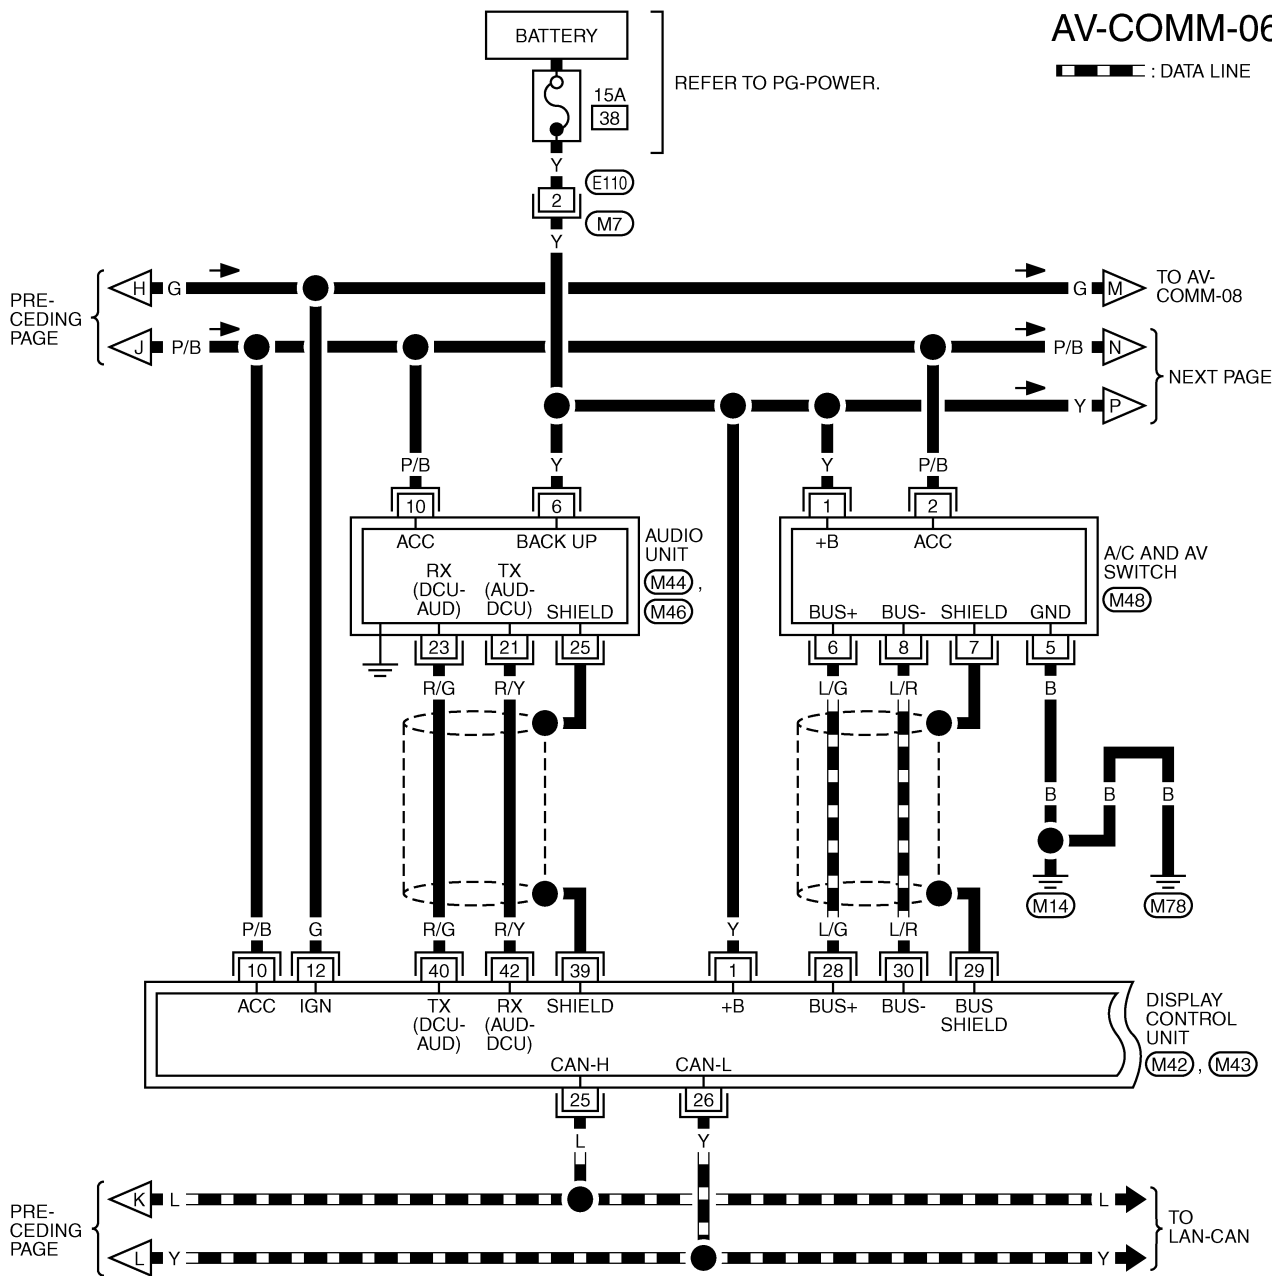 AV-COMM-06
: DATA LINE
BATTERY
REFER TO PG-POWER.
15A
38
Y
E110
2
M7
Y
PRE-
CEDING
PAGE
H
G
G
M
TO AV-
COMM-08
J
P/B
P/B
N
NEXT PAGE
Y
P
P/B
Y
Y
P/B
10
6
1
2
ACC
BACK UP
+B
ACC
AUDIO
UNIT
M44 ,
M46
A/C AND AV
SWITCH
M48
RX
(DCU-
AUD)
TX
(AUD-
DCU)
SHIELD
BUS+
BUS-
SHIELD
GND
23
21
25
6
8
7
5
R/G
R/Y
L/G
L/R
B
B
B
B
M14
M78
P/B
G
R/G
R/Y
Y
L/G
L/R
10
12
40
42
39
1
28
30
29
ACC
IGN
TX
(DCU-
AUD)
RX
(AUD-
DCU)
SHIELD
+B
BUS+
BUS-
BUS
SHIELD
DISPLAY
CONTROL
UNIT
M42 , M43
CAN-H
CAN-L
25
26
L
Y
PRE-
CEDING
PAGE
K
L
L
L
Y
Y
TO
LAN-CAN